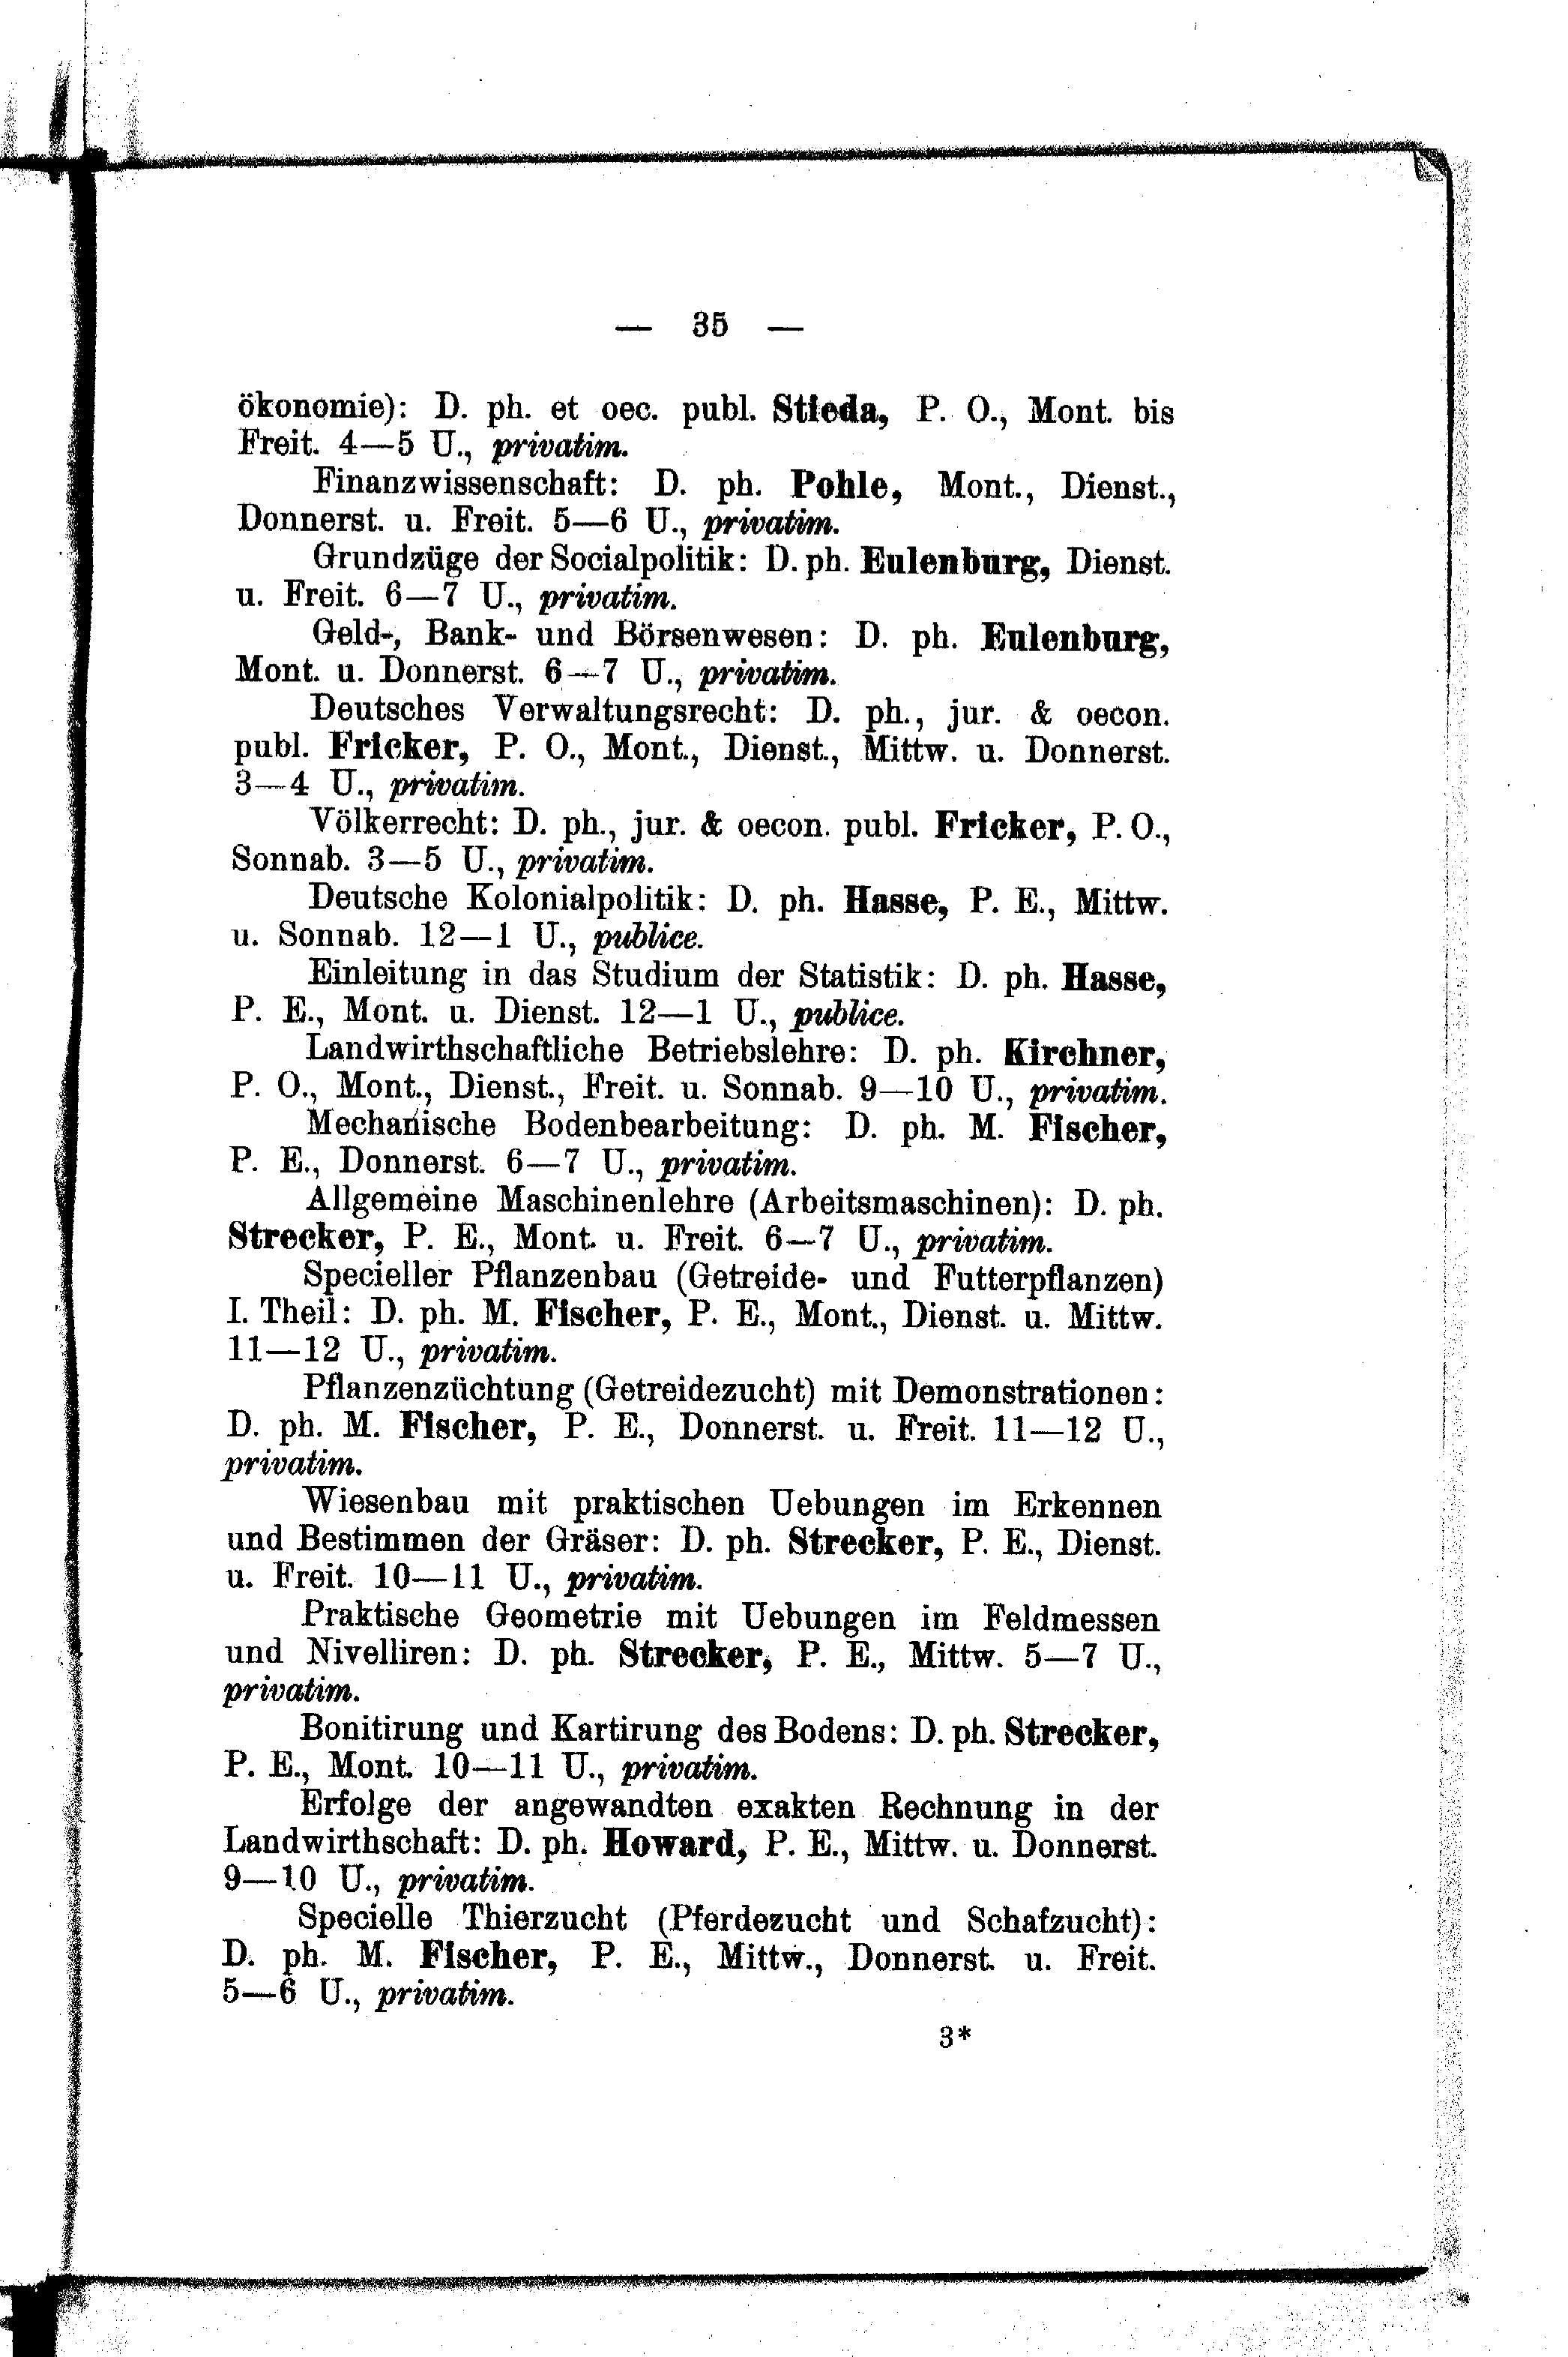 — 35 —
ökonomie): D. ph. et oec. publ. Stieda, P. O., Mont. bis
Freit. 4—5 U., privatim.
Finanzwissenschaft: D. ph. Pohle, Mont., Dienst.,
Donnerst. u. Freit. 5—6 U., privatim.
Grundzüge der Socialpolitik: D. ph. Eulenburg, Dienst.
u. Freit. 6—7 U., privatim.
Geld-, Bank- und Börsenwesen: D. ph. Eulenburg,
Mont. u. Donnerst. 6—7 U., privatim.
Deutsches Verwaltungsrecht: D. ph., jur. & oecon.
publ. Fricker, P. O., Mont., Dienst., Mittw. u. Donnerst.
3—4 U., privatim.
Völkerrecht: D. ph., jur. & oecon. publ. Fricker, P. O.,
Sonnab. 3—5 U., privatim.
Deutsche Kolonialpolitik: D. ph. Hasse, P. E., Mittw.
u. Sonnab. 12—1 U., publice.
Einleitung in das Studium der Statistik: D. ph. Hasse,
P. E., Mont. u. Dienst. 12—1 U., publice.
Landwirthschaftliche Betriebslehre: D. ph. Kirchner,
P. O., Mont., Dienst., Freit. u. Sonnab. 9—10 U., privatim.
Mechanische Bodenbearbeitung: D. ph. M. Fischer,
P. E., Donnerst. 6—7 U., privatim.
Allgemeine Maschinenlehre (Arbeitsmaschinen): D. ph.
Strecker, P. E., Mont. u. Freit. 6—7 U., privatim.
Specieller Pflanzenbau (Getreide- und Futterpflanzen)
I. Theil: D. ph. M. Fischer, P. E., Mont., Dienst. u. Mittw.
11—12 U., privatim.
Pflanzenzüchtung (Getreidezucht) mit Demonstrationen:
D. ph. M. Fischer, P. E., Donnerst. u. Freit. 11—12 U.,
privatim.
Wiesenbau mit praktischen Uebungen im Erkennen
und Bestimmen der Gräser: D. ph. Strecker, P. E., Dienst.
u. Freit. 10—11 U., privatim.
Praktische Geometrie mit Uebungen im Feldmessen
und Nivelliren: D. ph. Strecker, P. E., Mittw. 5—7 U.,
privatim.
Bonitirung und Kartirung des Bodens: D. ph. Strecker,
P. E., Mont. 10—11 U., privatim.
Erfolge der angewandten exakten Rechnung in der
Landwirthschaft: D. ph. Howard, P. E., Mittw. u. Donnerst.
9—10 U., privatim.
Specielle Thierzucht (Pferdezucht und Schafzucht):
D. ph. M. Fischer, P. E., Mittw., Donnerst. u. Freit.
5—6 U., privatim.
3*